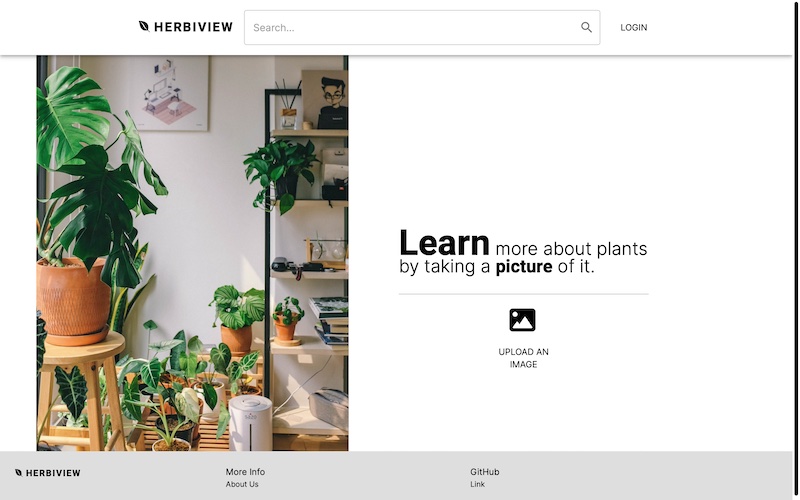 HERBIVIEW
Search...
LOGIN
Learn more about plants
by taking a picture of it.
UPLOAD AN
IMAGE
HERBIVIEW
More Info
About Us
GitHub
Link